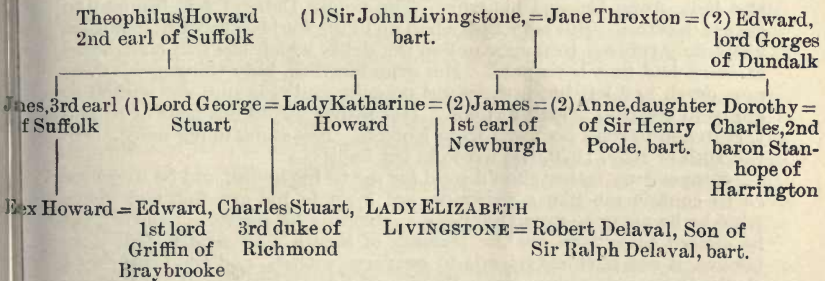 Theophilus Howard (1) Sir John Livingstone, = Jane Throxton = (2) Edward,
2nd earl of Suffolk bart. lord Gorges
of Dundalk
3rd earl (1) Lord George = Lady Katharine = (2) James = (2) Anne, daughter Dorothy =
f Suffolk Stuart Howard 1st earl of of Sir Henry Charles, 2nd
Newburgh Poole, bart. baron Stan-
hope of
Harrington
Howard = Edward, Charles Stuart, LADY ELIZABETH
1st lord 3rd duke of LIVINGSTONE = Robert Delaval, Son of
Griffin of Richmond Sir Ralph Delaval, bart.
Braybrooke